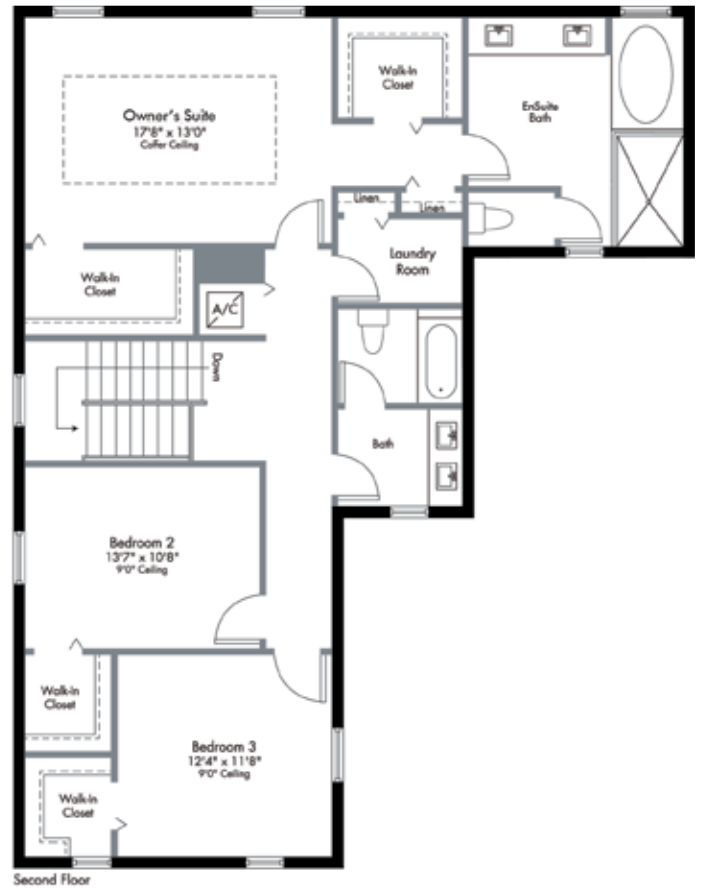 Walk-In
Closet
Owner's Suite
17'8" x 13'0"
Coffer Ceiling
EnSuite
Bath
Linen
Linen
Laundry
Room
Walk-In
Closet
A/C
Down
Bath
Bedroom 2
13'7" x 10'8"
9'0" Ceiling
Walk-In
Closet
Bedroom 3
12'4" x 11'8"
9'0" Ceiling
Walk-In
Closet
Second Floor